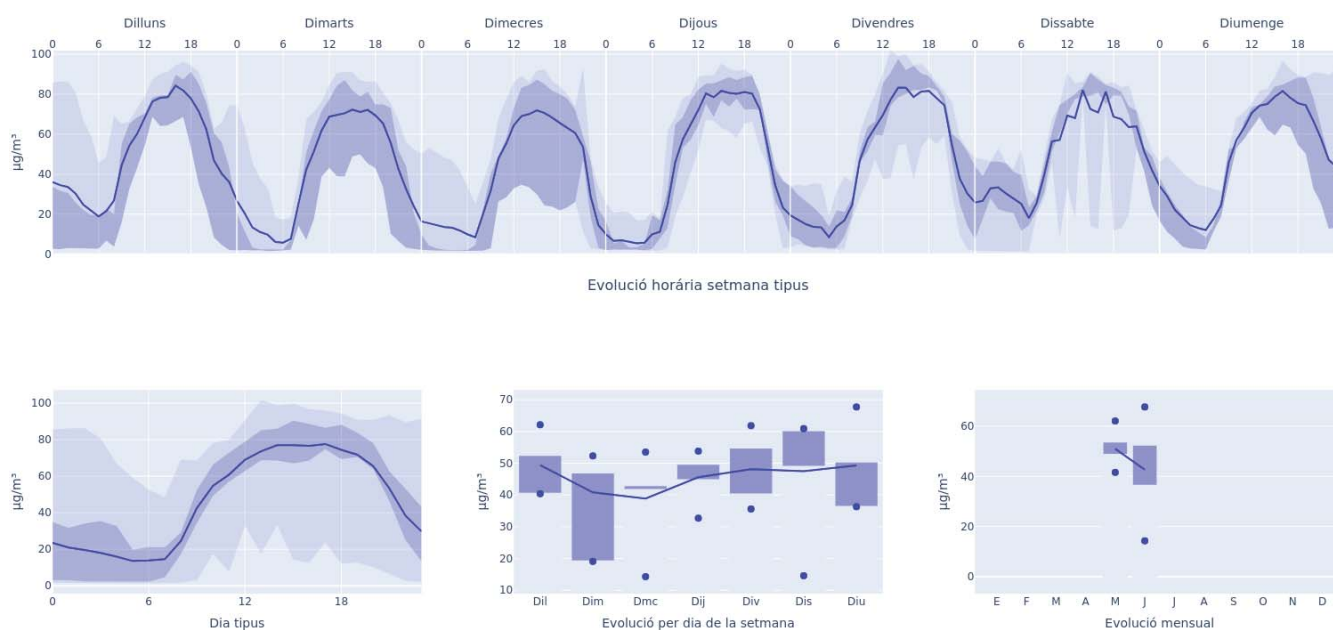 Dilluns Dimarts Dimecres Dijous Divendres Dissabte Diumenge
0 6 12 18 0 6 12 18 0 6 12 18 0 6 12 18 0 6 12 18 0 6 12 18 0 6 12 18
100
80
60
40
20
0
µg/m³
Evolució horária setmana tipus
100
80
60
40
20
0
µg/m³
0 6 12 18
Dia tipus
70
60
50
40
30
20
10
µg/m³
Dil Dim Dmc Dij Div Dis Diu
Evolució per dia de la setmana
60
40
20
0
µg/m³
E F M A M J J A S O N D
Evolució mensual